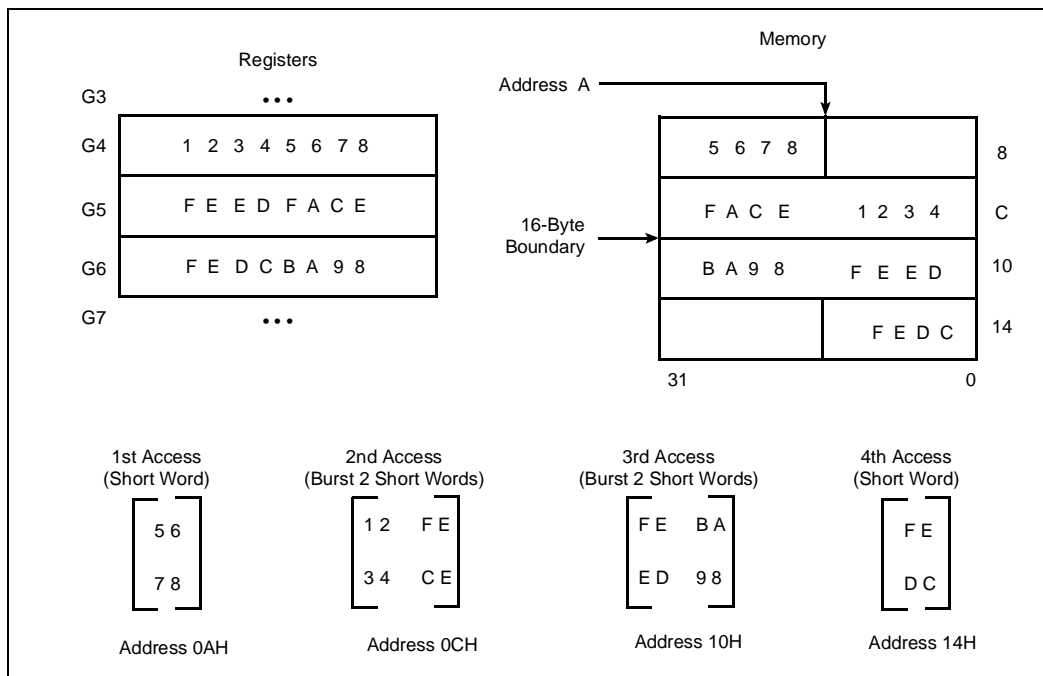 Memory
Registers
Address A
G3 •••
G4 1 2 3 4 5 6 7 8
5 6 7 8 8
G5 F E E D F A C E
F A C E 1 2 3 4 C
16-Byte
Boundary
G6 F E D C B A 9 8
B A 9 8 F E E D 10
G7 •••
F E D C 14
31 0
1st Access
(Short Word)
5 6
7 8
Address 0AH
2nd Access
(Burst 2 Short Words)
1 2 F E
3 4 C E
Address 0CH
3rd Access
(Burst 2 Short Words)
F E B A
E D 9 8
Address 10H
4th Access
(Short Word)
F E
D C
Address 14H